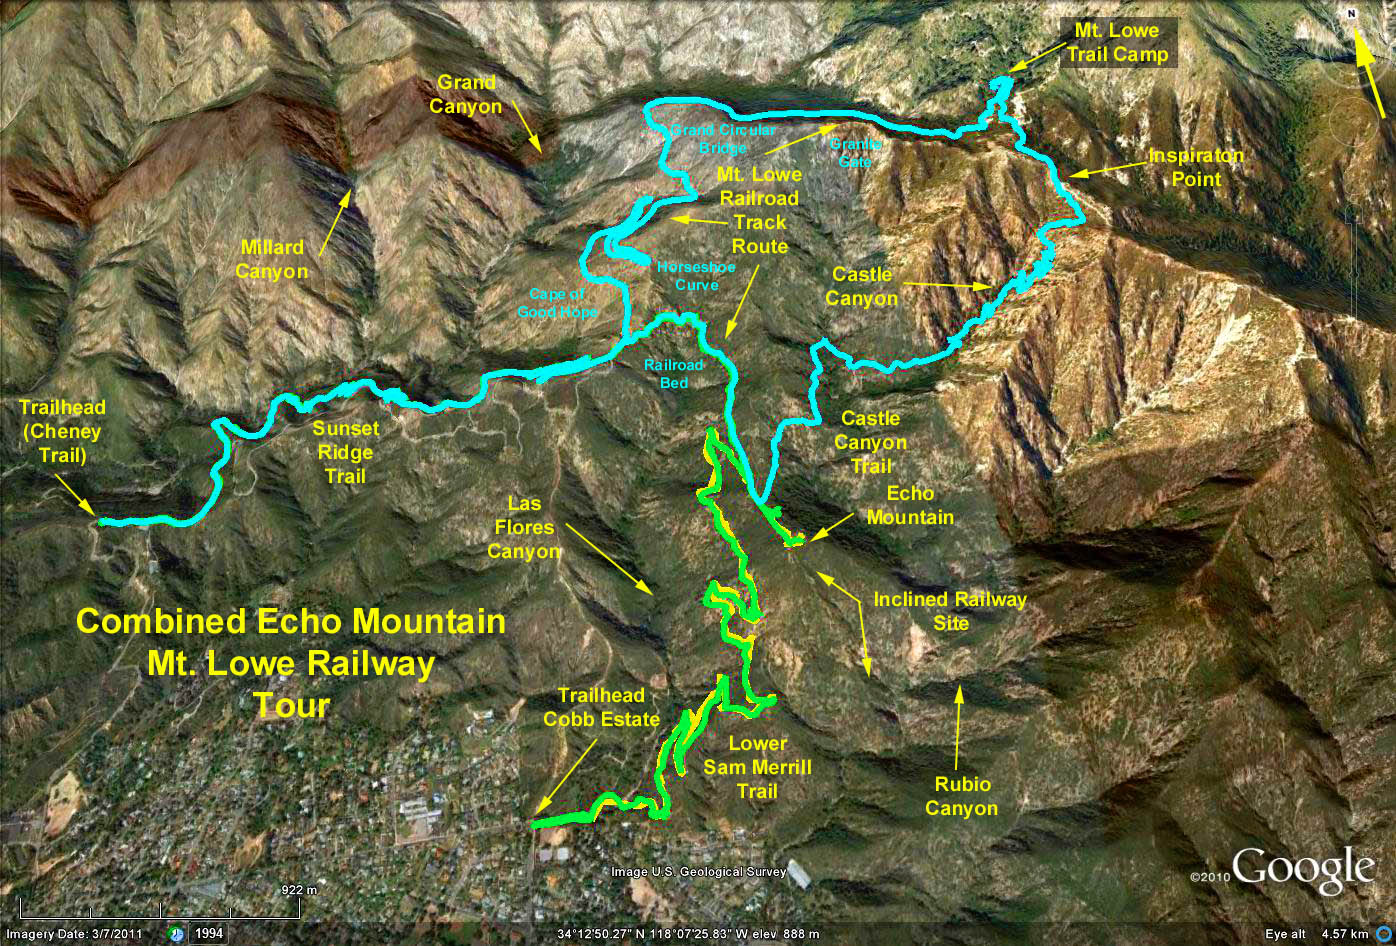 N
Mt. Lowe
Trail Camp
Grand
Canyon
Grand Circular
Bridge
Granite
Gate
Inspiraton
Point
Mt. Lowe
Railroad
Track
Route
Millard
Canyon
Horseshoe
Curve
Castle
Canyon
Cape of
Good Hope
Railroad
Bed
Trailhead
(Cheney
Trail)
Sunset
Ridge
Trail
Castle
Canyon
Trail
Las
Flores
Canyon
Echo
Mountain
Inclined Railway
Site
Combined Echo Mountain
Mt. Lowe Railway
Tour
Trailhead
Cobb Estate
Lower
Sam Merrill
Trail
Rubio
Canyon
Image U.S. Geological Survey
©2010 Google
922 m
Imagery Date: 3/7/2011 1994 34°12'50.27" N 118°07'25.83" W elev 888 m Eye alt 4.57 km